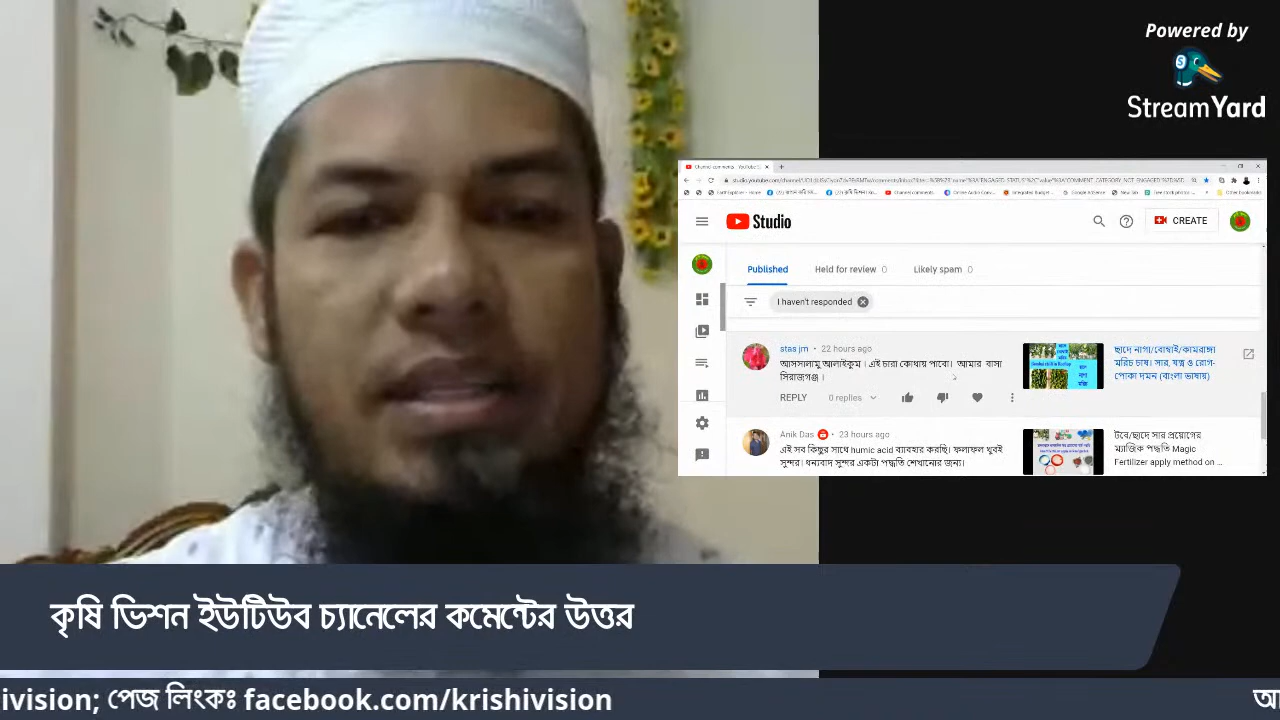 Powered by
StreamYard
Studio
CREATE
Published
Held for review 0
Likely spam 0
I haven't responded
stas jm • 22 hours ago
আসসালামু আলাইকুম। এই চারা কোথায় পাবো। আমার বাসা
সিরাজগঞ্জ।
REPLY
0 replies
ছাদে নাগা/বোম্বাই/কামরাঙ্গা
মরিচ চাষ। সার, যত্ন ও রোগ-
পোকা দমন (বাংলা ভাষায়)
Anik Das • 23 hours ago
এই সব কিছুর সাথে humic acid ব্যাবহার করছি। ফলাফল খুবই
সুন্দর। ধন্যবাদ সুন্দর একটা পদ্ধতি শেখানোর জন্য।
টবে/ছাদে সার প্রয়োগের
ম্যাজিক পদ্ধতি Magic
Fertilizer apply method on ...
কৃষি ভিশন ইউটিউব চ্যানেলের কমেন্টের উত্তর
ivision; পেজ লিংকঃ facebook.com/krishivision